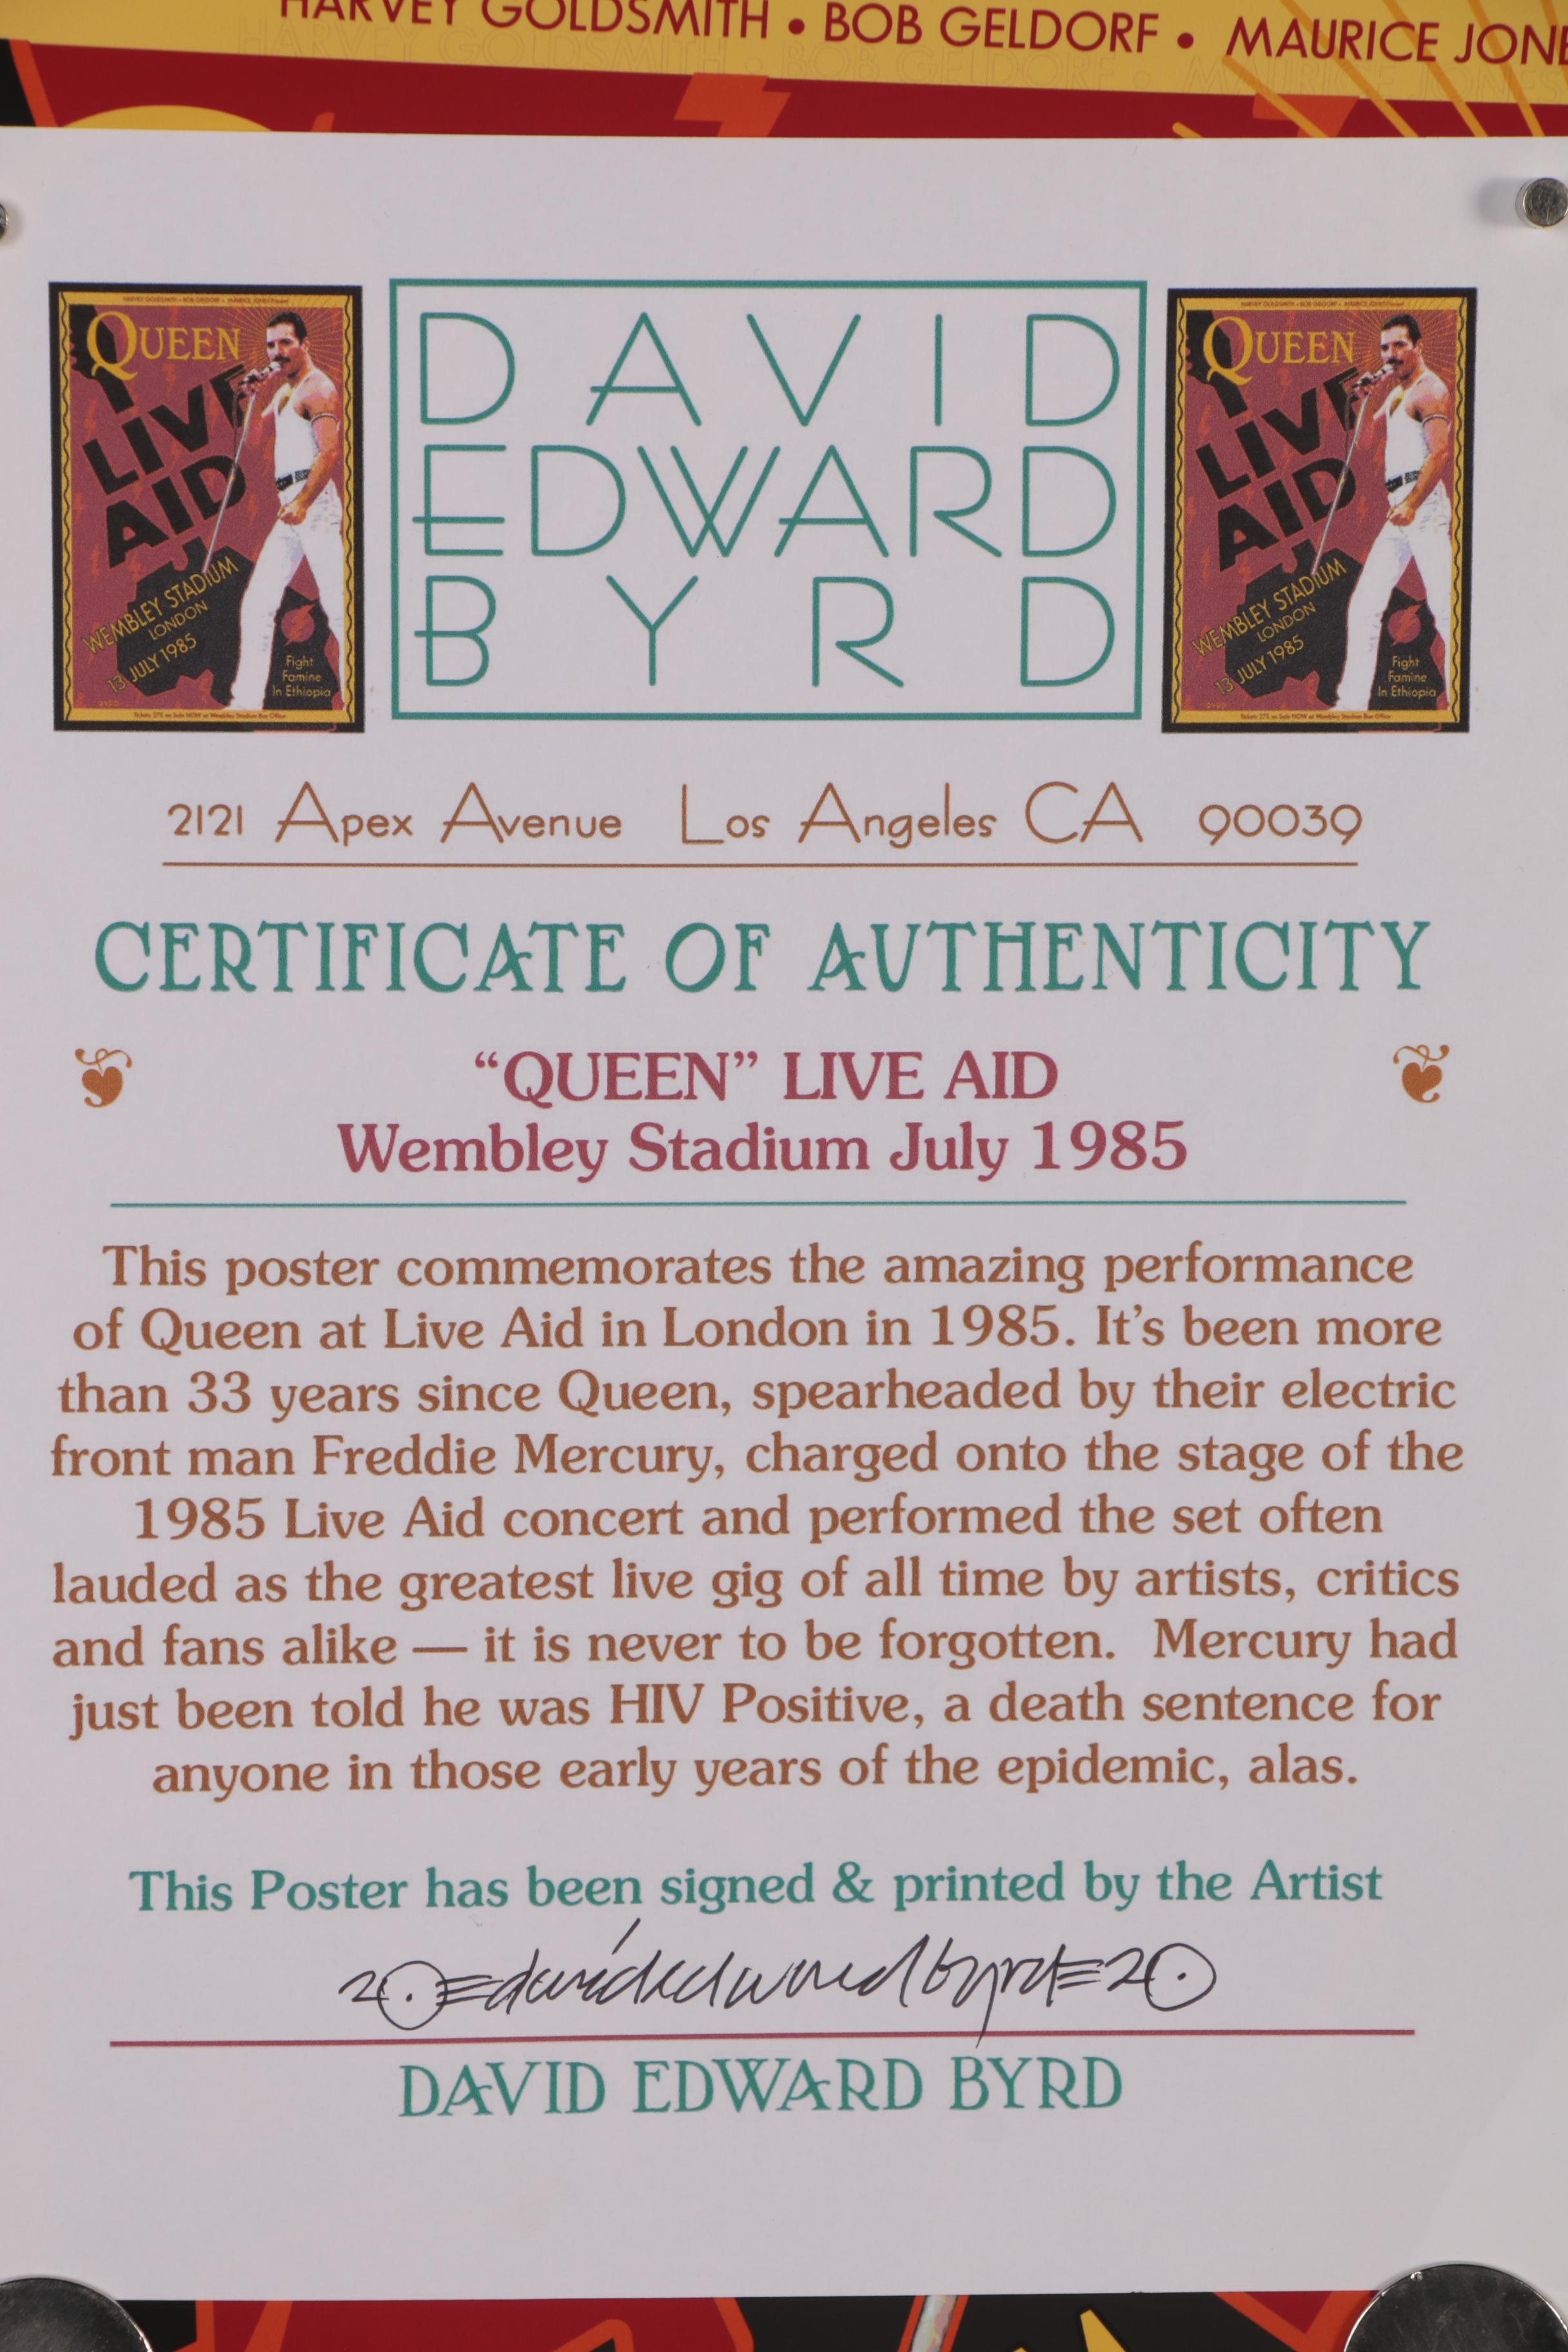 HARVEY GOLDSMITH • BOB GELDORF • MAURICE JONE
QUEEN
LIVE
AID
WEMBLEY STADIUM
LONDON
13 JULY 1985
Fight
Famine
In Ethiopia
DAVID
EDWARD
BYRD
QUEEN
LIVE
AID
WEMBLEY STADIUM
LONDON
13 JULY 1985
Fight
Famine
In Ethiopia
2121 Apex Avenue Los Angeles CA 90039
CERTIFICATE OF AUTHENTICITY
“QUEEN” LIVE AID
Wembley Stadium July 1985
This poster commemorates the amazing performance
of Queen at Live Aid in London in 1985. It’s been more
than 33 years since Queen, spearheaded by their electric
front man Freddie Mercury, charged onto the stage of the
1985 Live Aid concert and performed the set often
lauded as the greatest live gig of all time by artists, critics
and fans alike — it is never to be forgotten. Mercury had
just been told he was HIV Positive, a death sentence for
anyone in those early years of the epidemic, alas.
This Poster has been signed & printed by the Artist
20 davidedwardbyrd 20
DAVID EDWARD BYRD